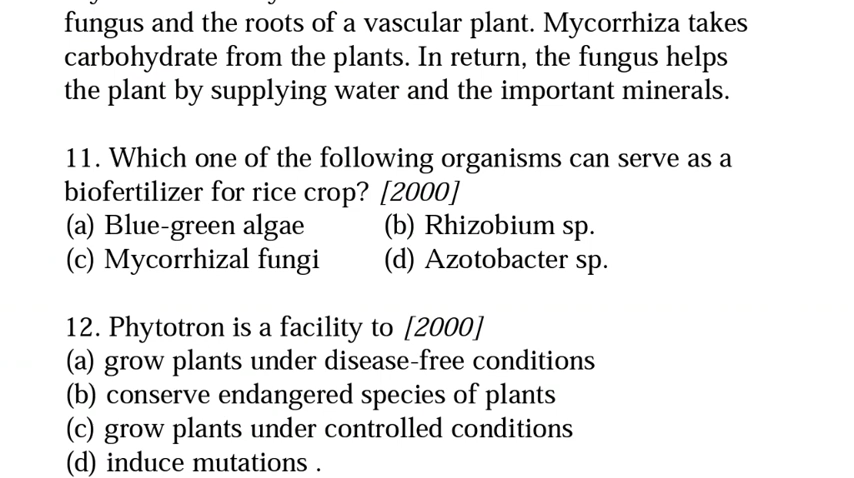 fungus and the roots of a vascular plant. Mycorrhiza takes
carbohydrate from the plants. In return, the fungus helps
the plant by supplying water and the important minerals.
11. Which one of the following organisms can serve as a
biofertilizer for rice crop? [2000]
(a) Blue-green algae (b) Rhizobium sp.
(c) Mycorrhizal fungi (d) Azotobacter sp.
12. Phytotron is a facility to [2000]
(a) grow plants under disease-free conditions
(b) conserve endangered species of plants
(c) grow plants under controlled conditions
(d) induce mutations .